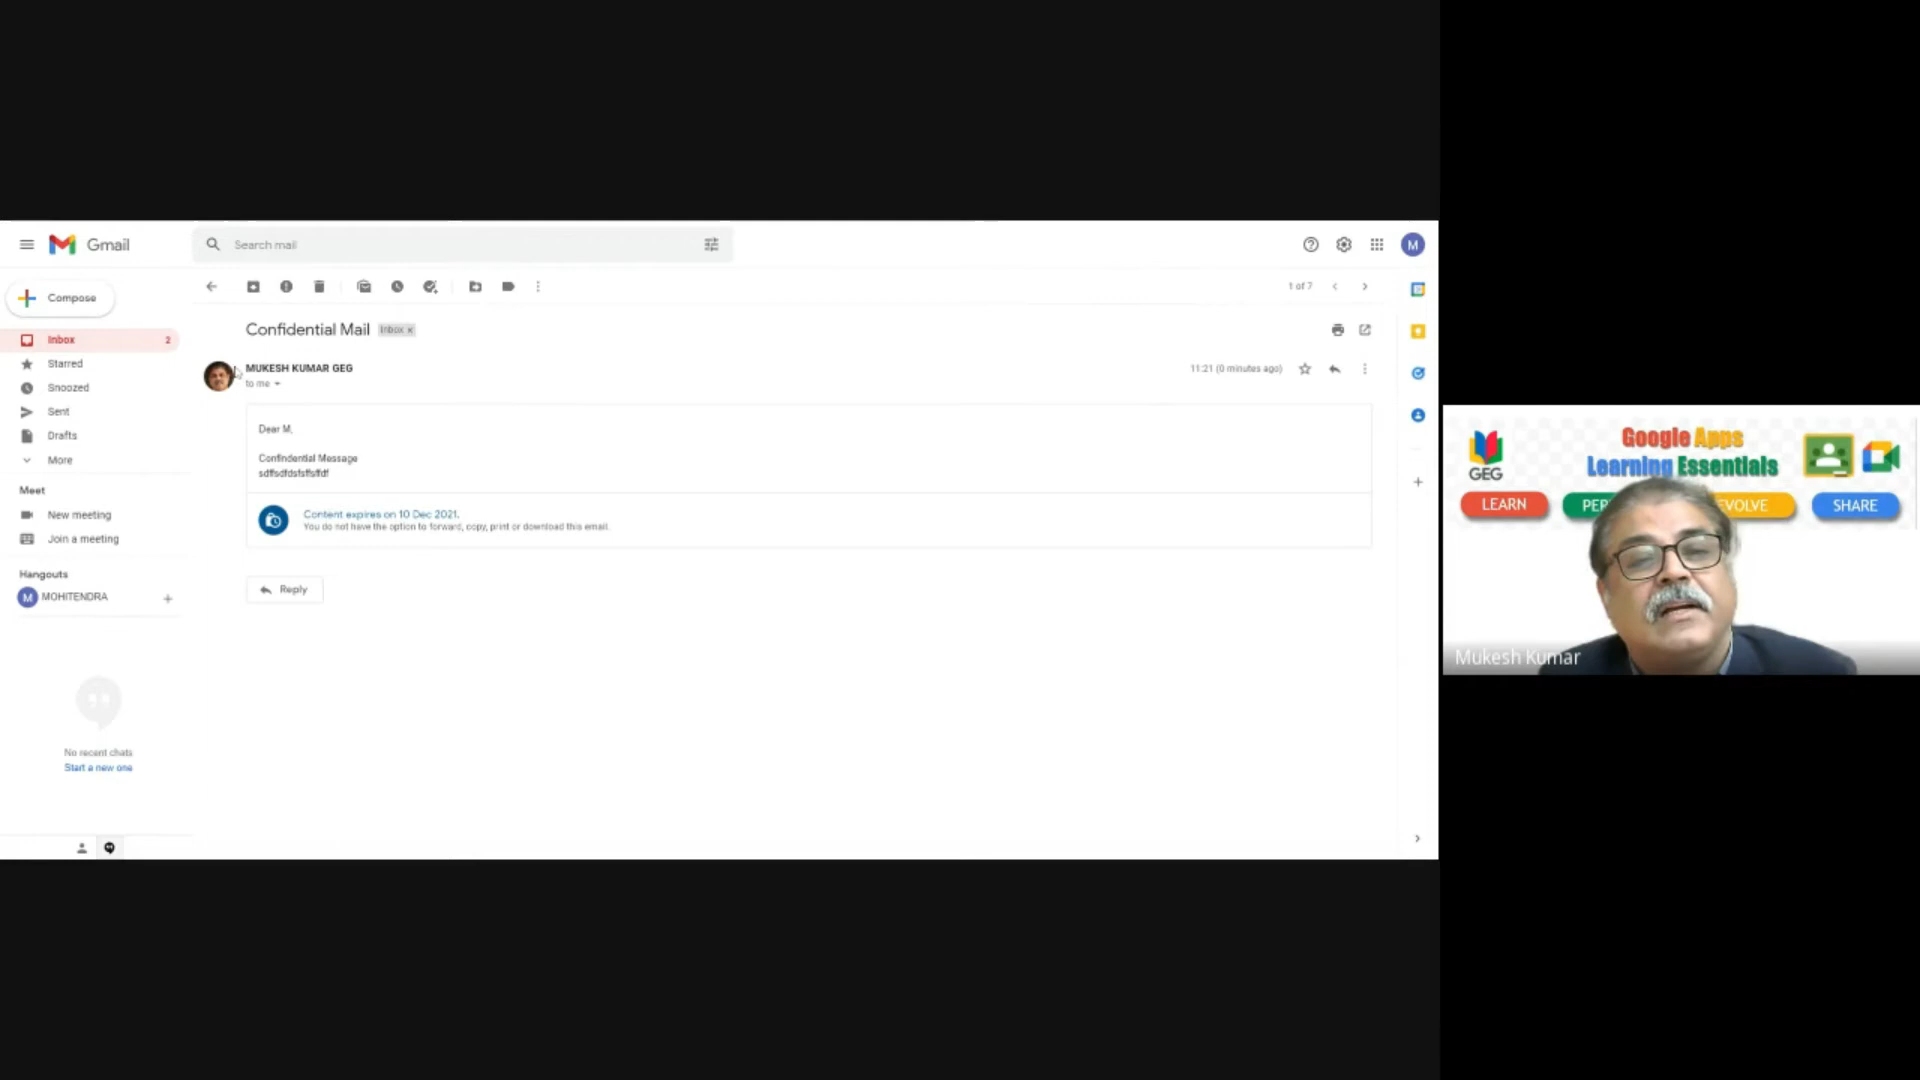 Gmail
Search mail
M
Compose
1 of 7
Inbox 2
Starred
Snoozed
Sent
Drafts
More
Confidential Mail Inbox x
MUKESH KUMAR GEG
to me
11:21 (0 minutes ago)
Dear M,
Confindential Message
Content expires on 10 Dec 2021.
You do not have the option to forward, copy, print or download this email.
Reply
Meet
New meeting
Join a meeting
Hangouts
M MOHITENDRA
No recent chats
Start a new one
GEG
Google Apps
Learning Essentials
LEARN
PER
VOLVE
SHARE
Mukesh Kumar